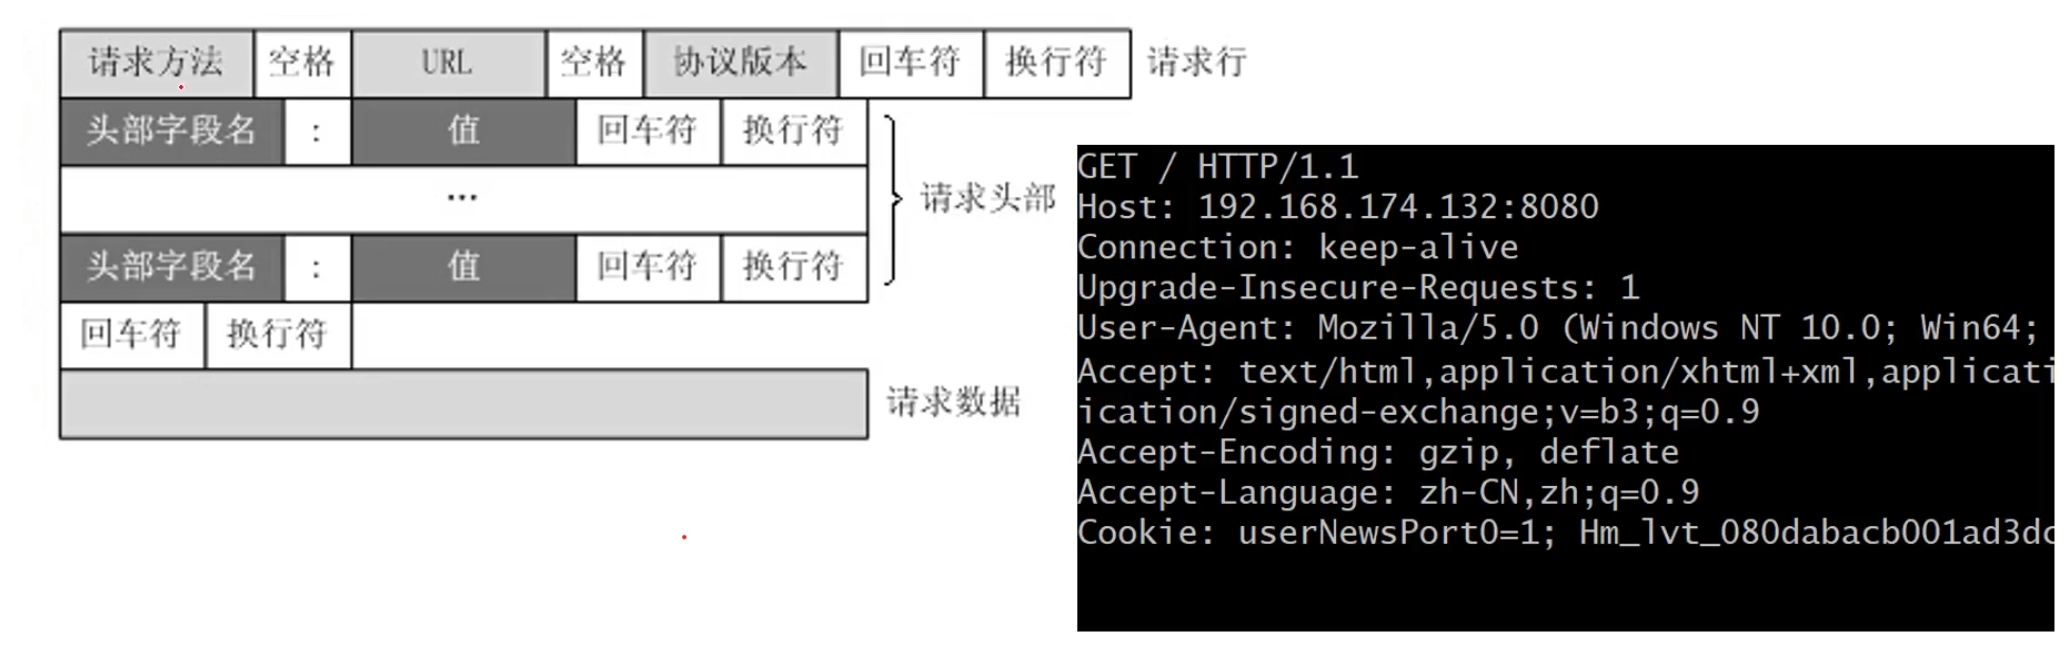 请求方法 空格 URL 空格 协议版本 回车符 换行符 请求行
头部字段名 : 值 回车符 换行符
...
请求头部
头部字段名 : 值 回车符 换行符
回车符 换行符
请求数据
GET / HTTP/1.1
Host: 192.168.174.132:8080
Connection: keep-alive
Upgrade-Insecure-Requests: 1
User-Agent: Mozilla/5.0 (Windows NT 10.0; Win64;
Accept: text/html,application/xhtml+xml,applicati
ication/signed-exchange;v=b3;q=0.9
Accept-Encoding: gzip, deflate
Accept-Language: zh-CN,zh;q=0.9
Cookie: userNewsPort0=1; Hm_lvt_080dabacb001ad3dc